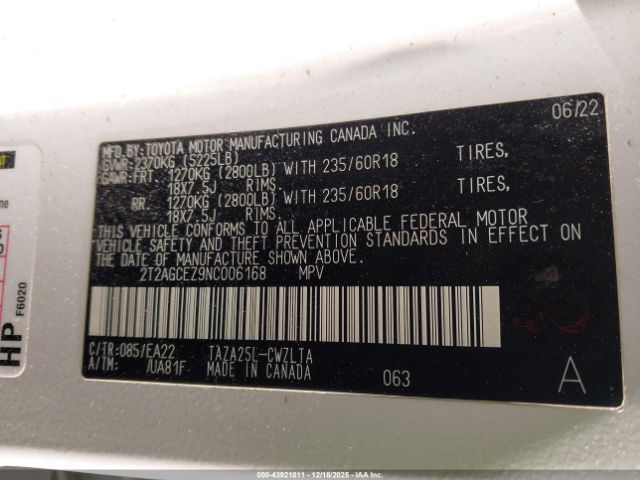 06/22
MFD. BY: TOYOTA MOTOR MANUFACTURING CANADA INC.
GVWR: 2370KG (5225LB)
GAWR: FRT 1270KG (2800LB) WITH 235/60R18 TIRES,
18X7.5J RIMS.
RR 1270KG (2800LB) WITH 235/60R18 TIRES,
18X7.5J RIMS.
THIS VEHICLE CONFORMS TO ALL APPLICABLE FEDERAL MOTOR
VEHICLE SAFETY AND THEFT PREVENTION STANDARDS IN EFFECT ON
THE DATE OF MANUFACTURE SHOWN ABOVE.
2T2AGCEZ9NC006168 MPV
C/TR: 085/EA22 TAZA25L-CWZLTA
A/TM: /UA81F MADE IN CANADA
063 A
HP
F6020
000-43921811 - 12/18/2025 - IAA Inc.